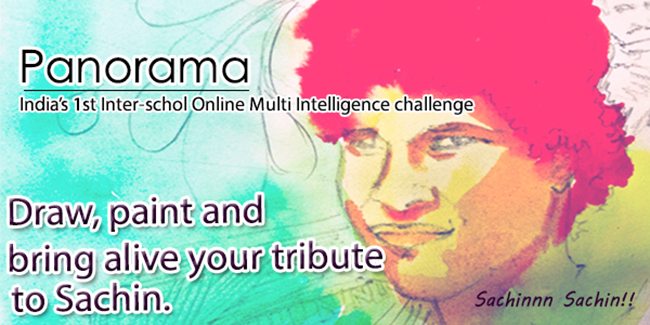 Panorama
India's 1st Inter-schol Online Multi Intelligence challenge
Draw, paint and
bring alive your tribute
to Sachin.
Sachinnn Sachin!!